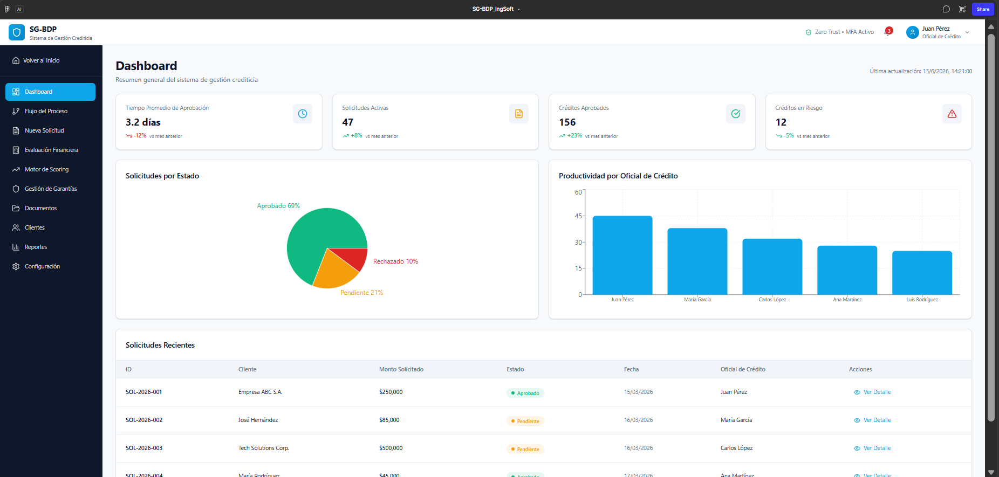 AI
SG-BDP_IngSoft
Share
SG-BDP
Sistema de Gestión Crediticia
Zero Trust • MFA Activo
3
Juan Pérez
Oficial de Crédito
Volver al Inicio
Dashboard
Flujo del Proceso
Nueva Solicitud
Evaluación Financiera
Motor de Scoring
Gestión de Garantías
Documentos
Clientes
Reportes
Configuración
Dashboard
Resumen general del sistema de gestión crediticia
Última actualización: 13/6/2026, 14:21:00
Tiempo Promedio de Aprobación
3.2 días
-12% vs mes anterior
Solicitudes Activas
47
+8% vs mes anterior
Créditos Aprobados
156
+23% vs mes anterior
Créditos en Riesgo
12
-5% vs mes anterior
Solicitudes por Estado
Aprobado 69%
Rechazado 10%
Pendiente 21%
Productividad por Oficial de Crédito
60
45
30
15
0
Juan Pérez María García Carlos López Ana Martínez Luis Rodríguez
Solicitudes Recientes
ID Cliente Monto Solicitado Estado Fecha Oficial de Crédito Acciones
SOL-2026-001 Empresa ABC S.A. $250,000 Aprobado 15/03/2026 Juan Pérez Ver Detalle
SOL-2026-002 José Hernández $85,000 Pendiente 16/03/2026 María García Ver Detalle
SOL-2026-003 Tech Solutions Corp. $500,000 Pendiente 16/03/2026 Carlos López Ver Detalle
SOL-2026-004 María Rodríguez $45,000 Aprobado 17/03/2026 Ana Martínez Ver Detalle